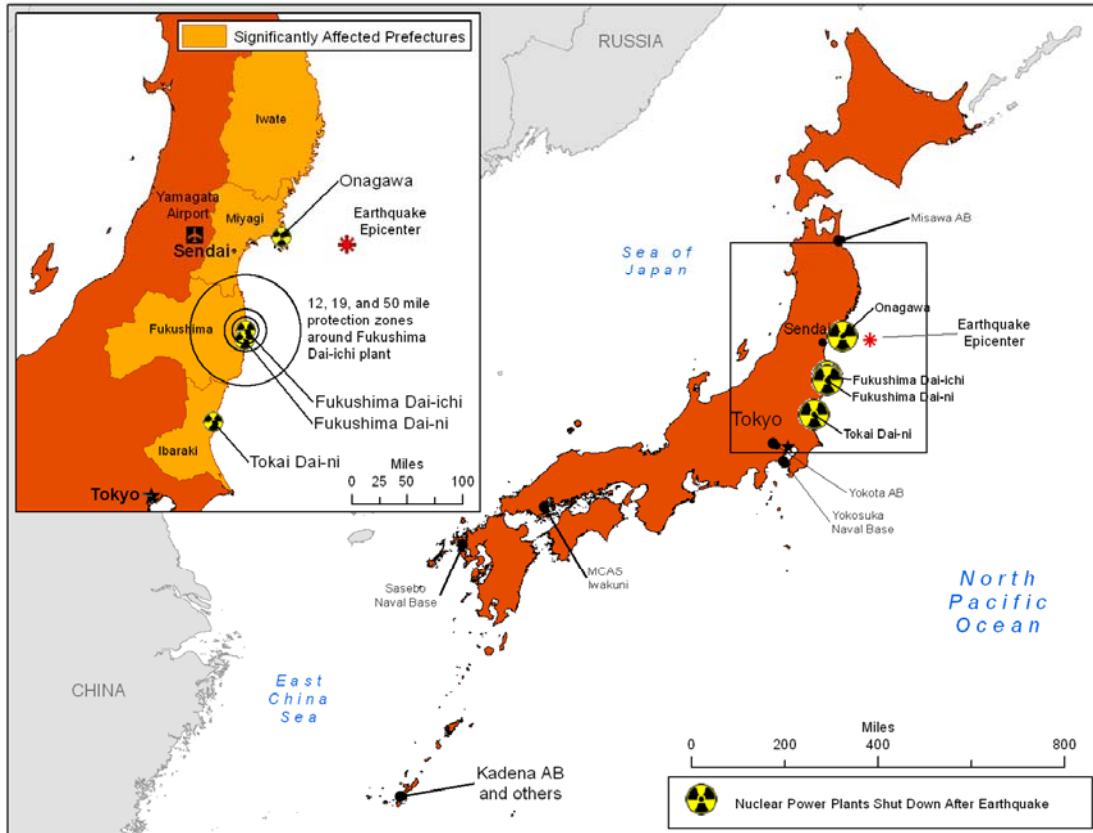 Significantly Affected Prefectures
Iwate
Onagawa
Yamagata
Airport
Miyagi
Earthquake
Epicenter
Sendai
12, 19, and 50 mile
protection zones
around Fukushima
Dai-ichi plant
Fukushima
Fukushima Dai-ichi
Fukushima Dai-ni
Tokai Dai-ni
Ibaraki
Miles
0 25 50 100
Tokyo
RUSSIA
Misawa AB
Sea of
Japan
Onagawa
Sendai
Earthquake
Epicenter
Fukushima Dai-ichi
Fukushima Dai-ni
Tokyo
Tokai Dai-ni
Yokota AB
Yokosuka
Naval Base
MCAS
Iwakuni
Sasebo
Naval Base
North
Pacific
Ocean
CHINA
East
China
Sea
Kadena AB
and others
Miles
0 200 400 800
Nuclear Power Plants Shut Down After Earthquake